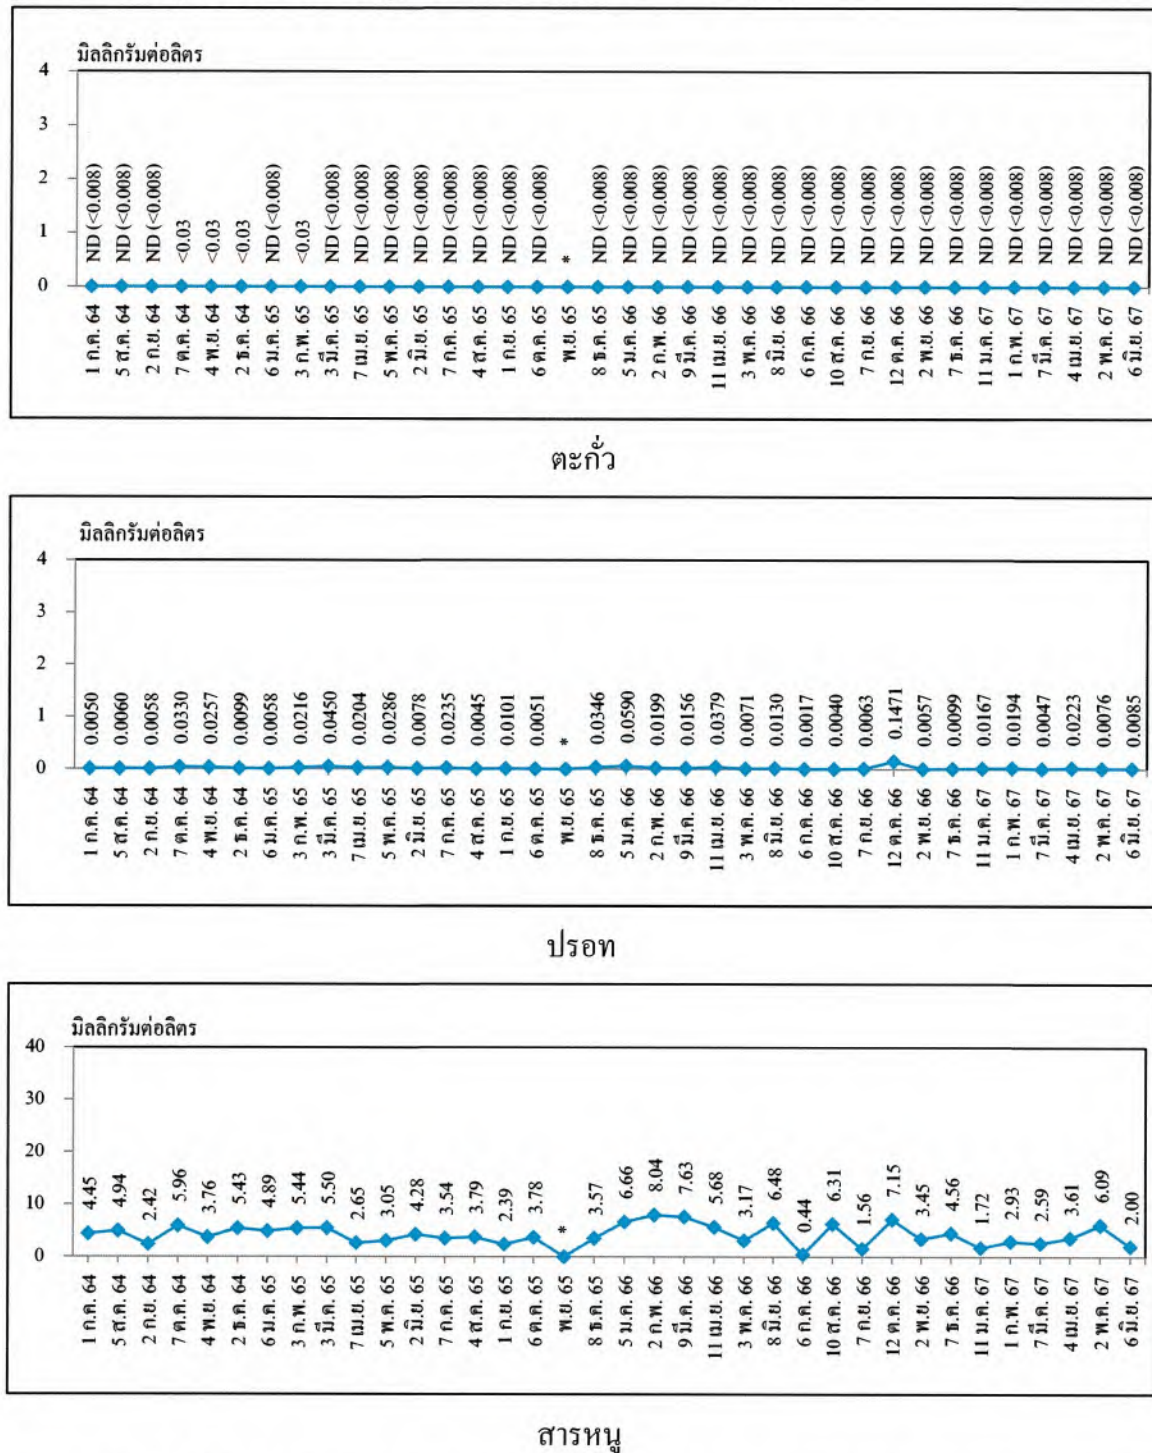 มิลลิกรัมต่อลิตร
4
3
2
1
0
ND (<0.008) ND (<0.008) ND (<0.008) <0.03 <0.03 <0.03 ND (<0.008) <0.03 ND (<0.008) ND (<0.008) ND (<0.008) ND (<0.008) ND (<0.008) ND (<0.008) ND (<0.008) ND (<0.008) * ND (<0.008) ND (<0.008) ND (<0.008) ND (<0.008) ND (<0.008) ND (<0.008) ND (<0.008) ND (<0.008) ND (<0.008) ND (<0.008) ND (<0.008) ND (<0.008) ND (<0.008) ND (<0.008) ND (<0.008) ND (<0.008) ND (<0.008) ND (<0.008) ND (<0.008)
1 ก.ค. 64 5 ส.ค. 64 2 ก.ย. 64 7 ต.ค. 64 4 พ.ย. 64 2 ธ.ค. 64 6 ม.ค. 65 3 ก.พ. 65 3 มี.ค. 65 7 เม.ย. 65 5 พ.ค. 65 2 มิ.ย. 65 7 ก.ค. 65 4 ส.ค. 65 1 ก.ย. 65 6 ต.ค. 65 พ.ย. 65 8 ธ.ค. 65 5 ม.ค. 66 2 ก.พ. 66 9 มี.ค. 66 11 เม.ย. 66 3 พ.ค. 66 8 มิ.ย. 66 6 ก.ค. 66 10 ส.ค. 66 7 ก.ย. 66 12 ต.ค. 66 2 พ.ย. 66 7 ธ.ค. 66 11 ม.ค. 67 1 ก.พ. 67 7 มี.ค. 67 4 เม.ย. 67 2 พ.ค. 67 6 มิ.ย. 67
ตะกั่ว
มิลลิกรัมต่อลิตร
4
3
2
1
0
0.0050 0.0060 0.0058 0.0330 0.0257 0.0099 0.0058 0.0216 0.0450 0.0204 0.0286 0.0078 0.0235 0.0045 0.0101 0.0051 * 0.0346 0.0590 0.0199 0.0156 0.0379 0.0071 0.0130 0.0017 0.0040 0.0063 0.1471 0.0057 0.0099 0.0167 0.0194 0.0047 0.0223 0.0076 0.0085
1 ก.ค. 64 5 ส.ค. 64 2 ก.ย. 64 7 ต.ค. 64 4 พ.ย. 64 2 ธ.ค. 64 6 ม.ค. 65 3 ก.พ. 65 3 มี.ค. 65 7 เม.ย. 65 5 พ.ค. 65 2 มิ.ย. 65 7 ก.ค. 65 4 ส.ค. 65 1 ก.ย. 65 6 ต.ค. 65 พ.ย. 65 8 ธ.ค. 65 5 ม.ค. 66 2 ก.พ. 66 9 มี.ค. 66 11 เม.ย. 66 3 พ.ค. 66 8 มิ.ย. 66 6 ก.ค. 66 10 ส.ค. 66 7 ก.ย. 66 12 ต.ค. 66 2 พ.ย. 66 7 ธ.ค. 66 11 ม.ค. 67 1 ก.พ. 67 7 มี.ค. 67 4 เม.ย. 67 2 พ.ค. 67 6 มิ.ย. 67
ปรอท
มิลลิกรัมต่อลิตร
40
30
20
10
0
4.45 4.94 2.42 5.96 3.76 5.43 4.89 5.44 5.50 2.65 3.05 4.28 3.54 3.79 2.39 3.78 * 3.57 6.66 8.04 7.63 5.68 3.17 6.48 0.44 6.31 1.56 7.15 3.45 4.56 1.72 2.93 2.59 3.61 6.09 2.00
1 ก.ค. 64 5 ส.ค. 64 2 ก.ย. 64 7 ต.ค. 64 4 พ.ย. 64 2 ธ.ค. 64 6 ม.ค. 65 3 ก.พ. 65 3 มี.ค. 65 7 เม.ย. 65 5 พ.ค. 65 2 มิ.ย. 65 7 ก.ค. 65 4 ส.ค. 65 1 ก.ย. 65 6 ต.ค. 65 พ.ย. 65 8 ธ.ค. 65 5 ม.ค. 66 2 ก.พ. 66 9 มี.ค. 66 11 เม.ย. 66 3 พ.ค. 66 8 มิ.ย. 66 6 ก.ค. 66 10 ส.ค. 66 7 ก.ย. 66 12 ต.ค. 66 2 พ.ย. 66 7 ธ.ค. 66 11 ม.ค. 67 1 ก.พ. 67 7 มี.ค. 67 4 เม.ย. 67 2 พ.ค. 67 6 มิ.ย. 67
สารหนู